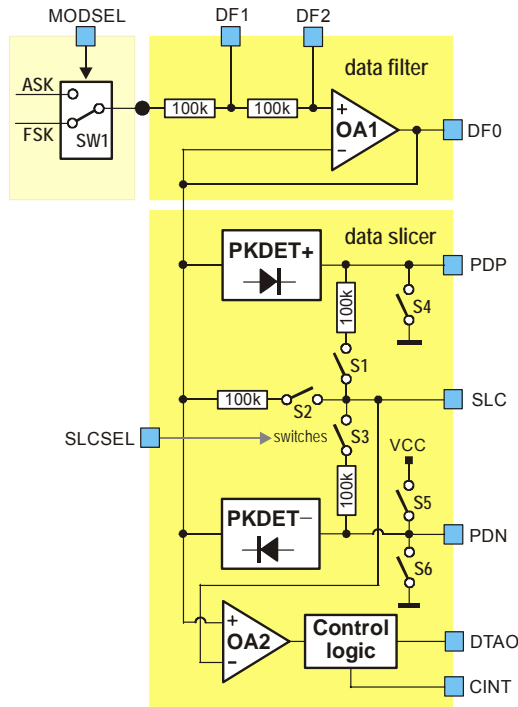 MODSEL
DF1
DF2
data filter
ASK
FSK
SW1
100k
100k
+
OA1
−
DF0
data slicer
PKDET+
PDP
100k
S4
S1
100k
S2
SLC
S3
SLCSEL
switches
VCC
100k
S5
PKDET−
PDN
S6
+
OA2
−
Control
logic
DTAO
CINT